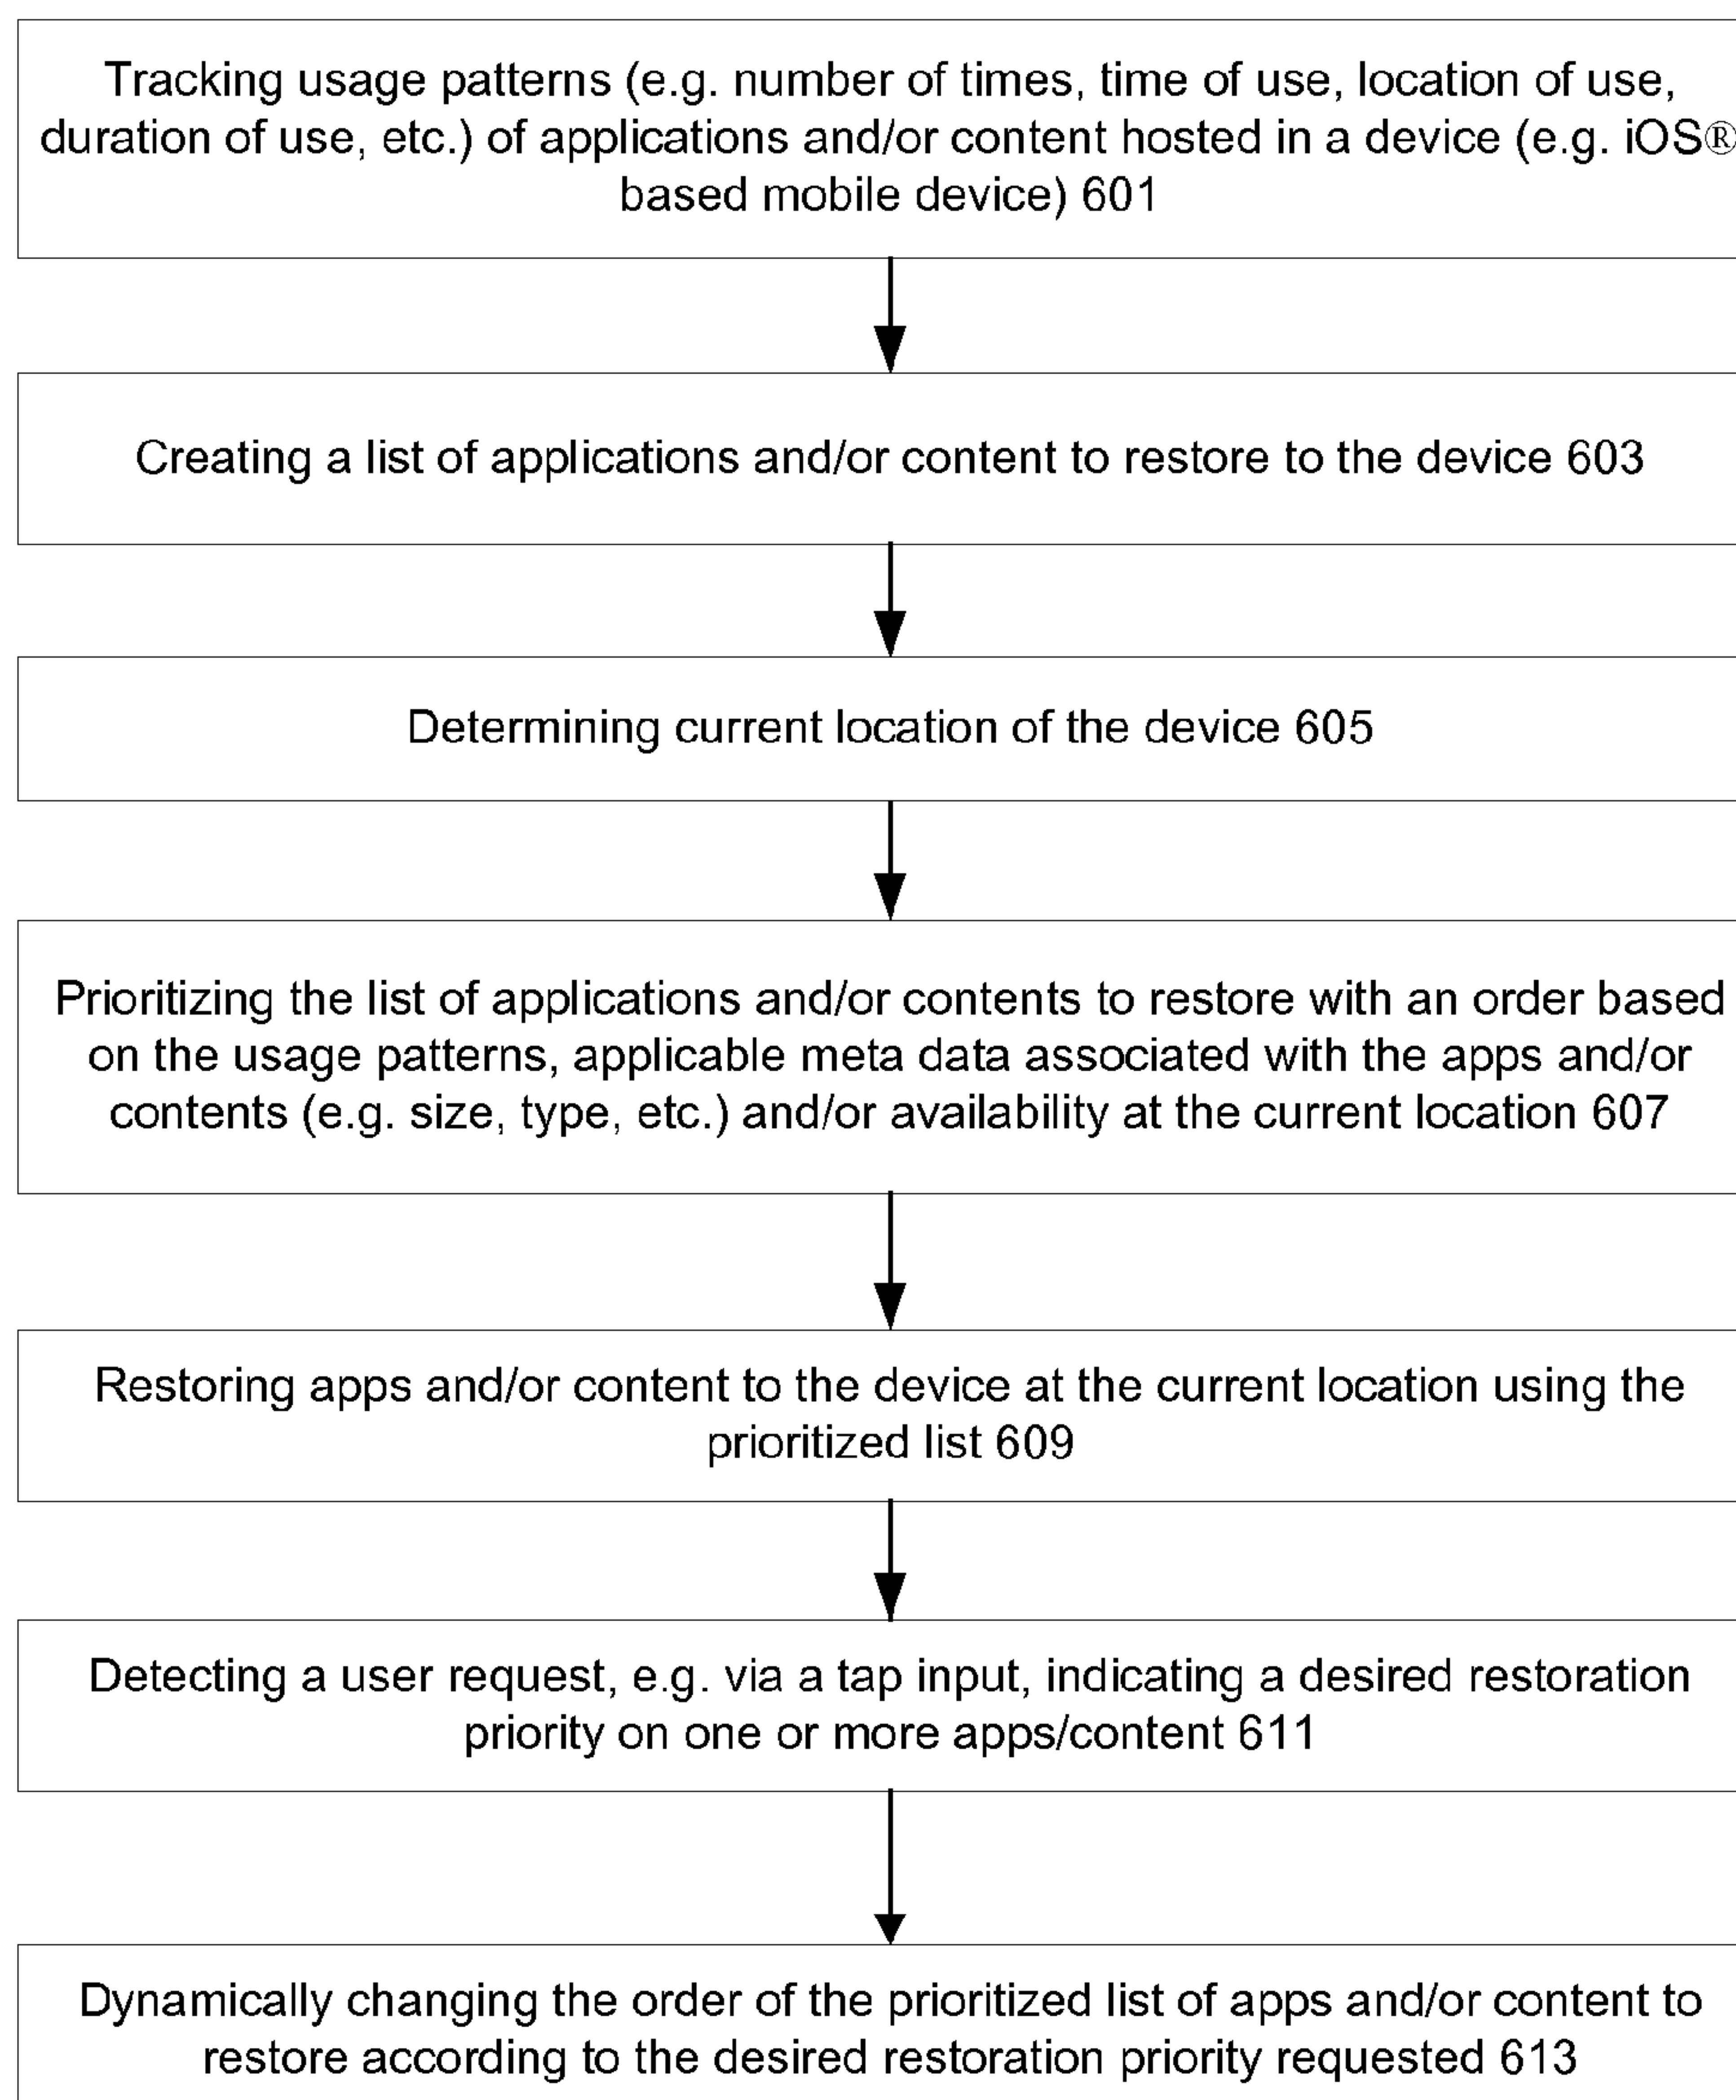 Tracking usage patterns (e.g. number of times, time of use, location of use,
duration of use, etc.) of applications and/or content hosted in a device (e.g. iOS®
based mobile device) 601
Creating a list of applications and/or content to restore to the device 603
Determining current location of the device 605
Prioritizing the list of applications and/or contents to restore with an order based
on the usage patterns, applicable meta data associated with the apps and/or
contents (e.g. size, type, etc.) and/or availability at the current location 607
Restoring apps and/or content to the device at the current location using the
prioritized list 609
Detecting a user request, e.g. via a tap input, indicating a desired restoration
priority on one or more apps/content 611
Dynamically changing the order of the prioritized list of apps and/or content to
restore according to the desired restoration priority requested 613